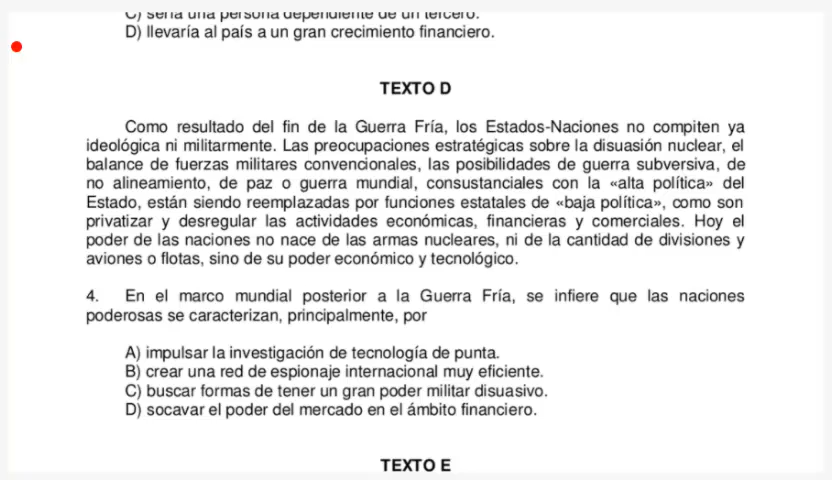 C) sería una persona dependiente de un tercero.
D) llevaría al país a un gran crecimiento financiero.
TEXTO D
Como resultado del fin de la Guerra Fría, los Estados-Naciones no compiten ya
ideológica ni militarmente. Las preocupaciones estratégicas sobre la disuasión nuclear, el
balance de fuerzas militares convencionales, las posibilidades de guerra subversiva, de
no alineamiento, de paz o guerra mundial, consustanciales con la «alta política» del
Estado, están siendo reemplazadas por funciones estatales de «baja política», como son
privatizar y desregular las actividades económicas, financieras y comerciales. Hoy el
poder de las naciones no nace de las armas nucleares, ni de la cantidad de divisiones y
aviones o flotas, sino de su poder económico y tecnológico.
4. En el marco mundial posterior a la Guerra Fría, se infiere que las naciones
poderosas se caracterizan, principalmente, por
A) impulsar la investigación de tecnología de punta.
B) crear una red de espionaje internacional muy eficiente.
C) buscar formas de tener un gran poder militar disuasivo.
D) socavar el poder del mercado en el ámbito financiero.
TEXTO E